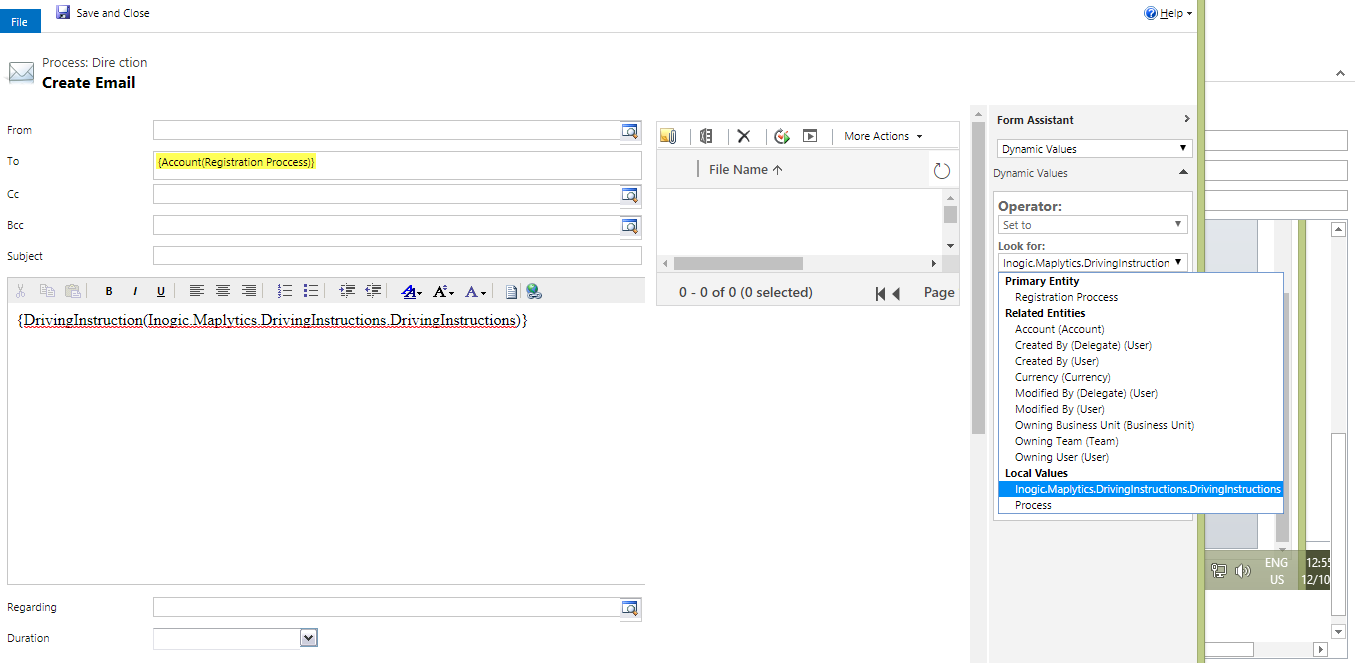 File
Save and Close
Help
Process: Dire ction
Create Email
From
To
{Account(Registration Proccess)}
Cc
Bcc
Subject
B I U
A A A
{DrivingInstruction(Inogic.Maplytics.DrivingInstructions.DrivingInstructions)}
Regarding
Duration
More Actions
File Name
0 - 0 of 0 (0 selected)
Page
Form Assistant
Dynamic Values
Dynamic Values
Operator:
Set to
Look for:
Inogic.Maplytics.DrivingInstruction
Primary Entity
Registration Proccess
Related Entities
Account (Account)
Created By (Delegate) (User)
Created By (User)
Currency (Currency)
Modified By (Delegate) (User)
Modified By (User)
Owning Business Unit (Business Unit)
Owning Team (Team)
Owning User (User)
Local Values
Inogic.Maplytics.DrivingInstructions.DrivingInstructions
Process
ENG
US
12:55
12/10